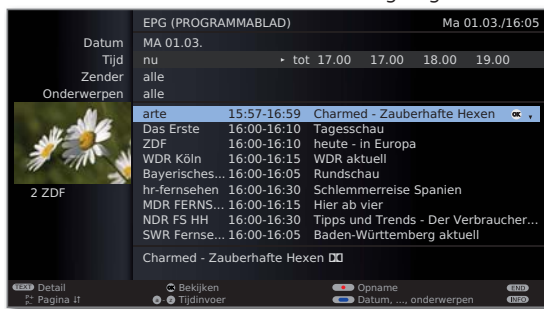 EPG (PROGRAMMABLAD) Ma 01.03./16:05
Datum MA 01.03.
Tijd nu ▸ tot 17.00 17.00 18.00 19.00
Zender alle
Onderwerpen alle
arte 15:57-16:59 Charmed - Zauberhafte Hexen OK
Das Erste 16:00-16:10 Tagesschau
ZDF 16:00-16:10 heute - in Europa
WDR Köln 16:00-16:15 WDR aktuell
Bayerisches... 16:00-16:05 Rundschau
hr-fernsehen 16:00-16:30 Schlemmerreise Spanien
MDR FERNS... 16:00-16:15 Hier ab vier
NDR FS HH 16:00-16:30 Tipps und Trends - Der Verbraucher...
SWR Fernse... 16:00-16:05 Baden-Württemberg aktuell
2 ZDF
Charmed - Zauberhafte Hexen
TEXT Detail OK Bekijken Opname END
P+ P- Pagina Tijdinvoer Datum, ..., onderwerpen INFO